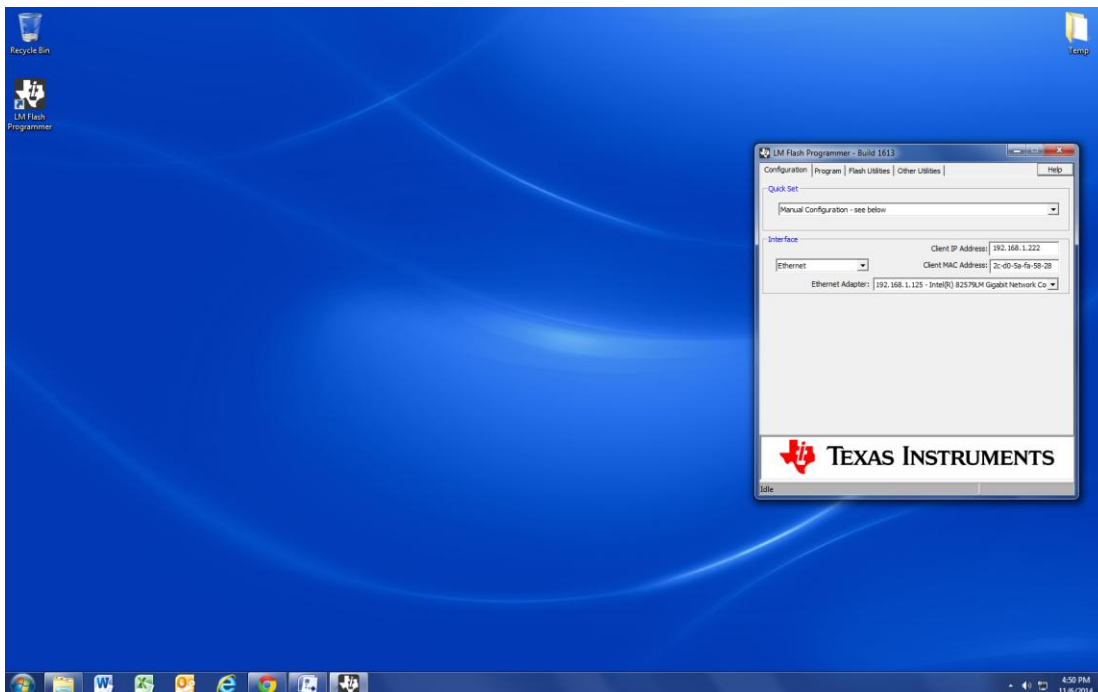 Recycle Bin
Temp
LM Flash
Programmer
LM Flash Programmer - Build 1613
Configuration Program Flash Utilities Other Utilities Help
Quick Set
Manual Configuration - see below
Interface
Client IP Address: 192.168.1.222
Ethernet Client MAC Address: 2c-d0-5a-fa-58-28
Ethernet Adapter: 192.168.1.125 - Intel(R) 82579LM Gigabit Network Co
TEXAS INSTRUMENTS
Idle
4:50 PM
11/6/2014